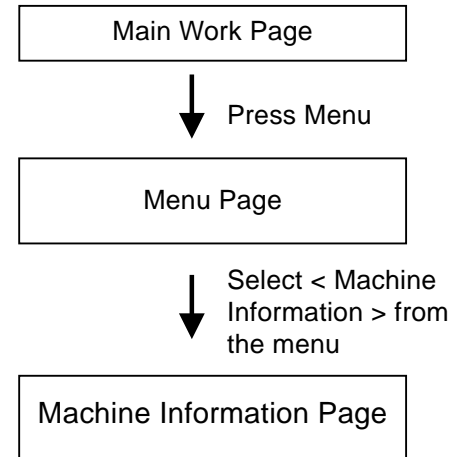 Main Work Page
Press Menu
Menu Page
Select < Machine
Information > from
the menu
Machine Information Page